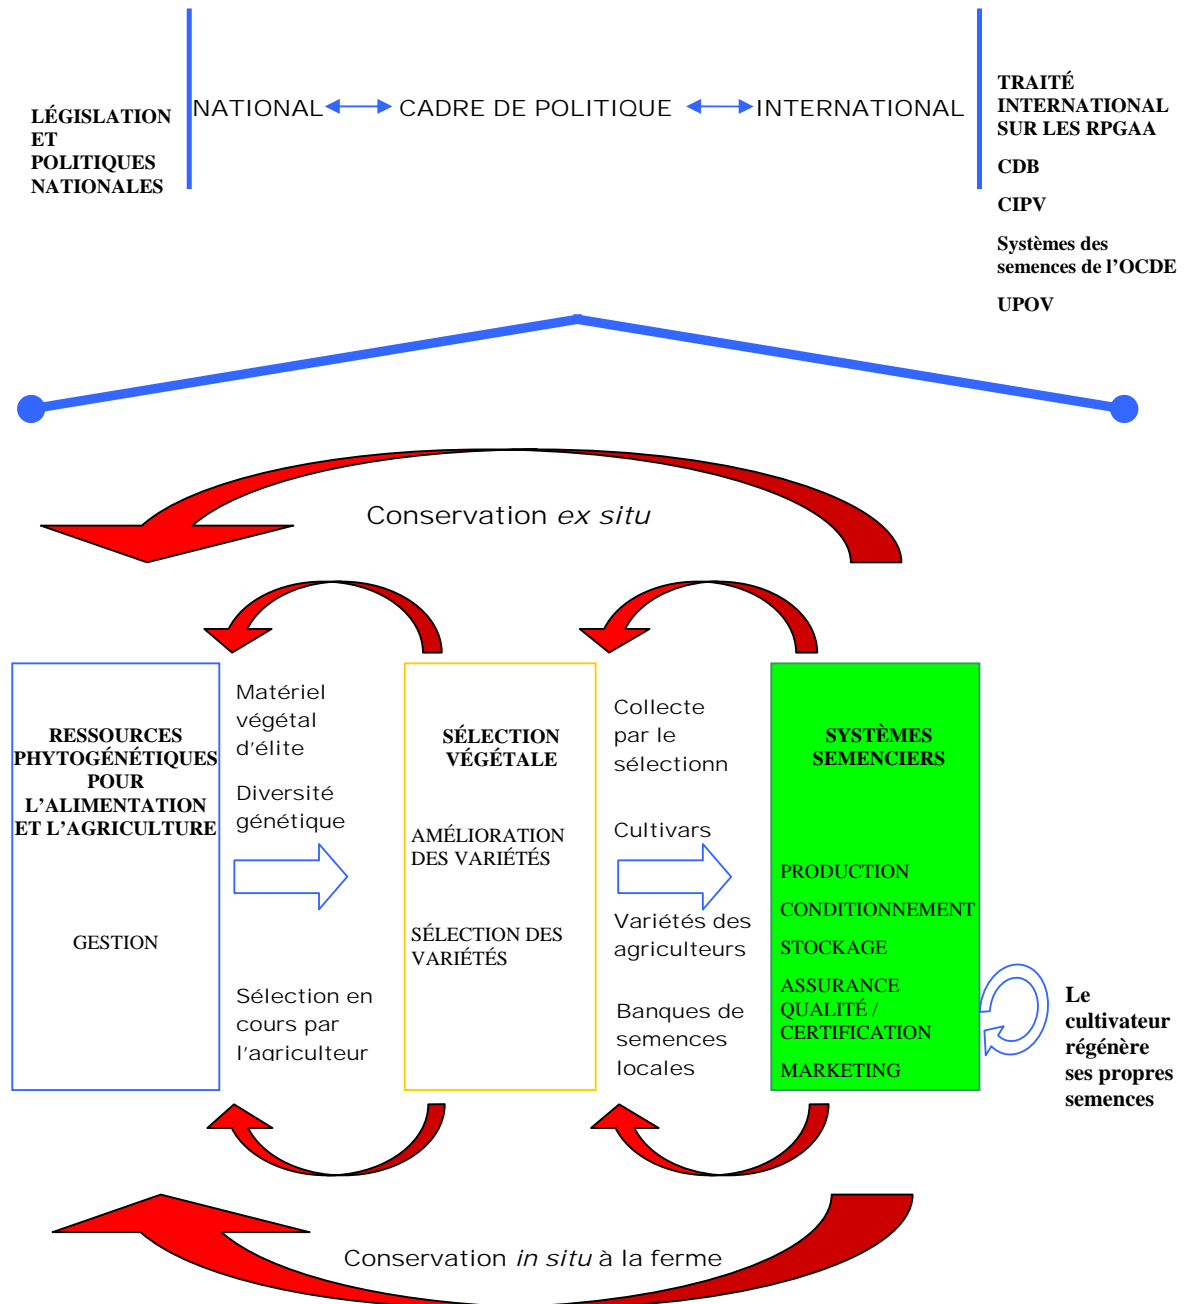 LÉGISLATION
ET
POLITIQUES
NATIONALES
NATIONAL CADRE DE POLITIQUE INTERNATIONAL
TRAITÉ
INTERNATIONAL
SUR LES RPGAA
CDB
CIPV
Systèmes des
semences de l’OCDE
UPOV
Conservation ex situ
RESSOURCES
PHYTOGÉNÉTIQUES
POUR
L’ALIMENTATION
ET L’AGRICULTURE
GESTION
Matériel
végétal
d’élite
Diversité
génétique
Sélection en
cours par
l’agriculteur
SÉLECTION
VÉGÉTALE
AMÉLIORATION
DES VARIÉTÉS
SÉLECTION DES
VARIÉTÉS
Collecte
par le
sélectionn
Cultivars
Variétés des
agriculteurs
Banques de
semences
locales
SYSTÈMES
SEMENCIERS
PRODUCTION
CONDITIONNEMENT
STOCKAGE
ASSURANCE
QUALITÉ /
CERTIFICATION
MARKETING
Le
cultivateur
régénère
ses propres
semences
Conservation in situ à la ferme